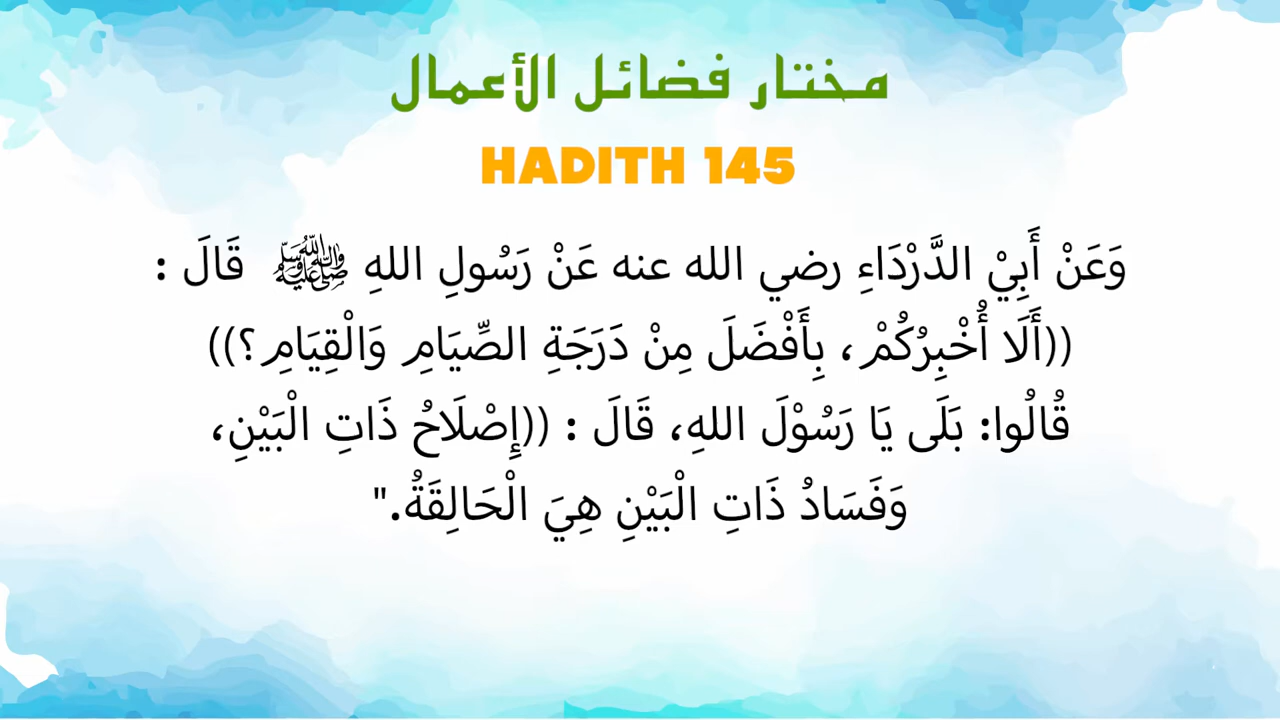 مختار فضائل الأعمال
HADITH 145
وَعَنْ أَبِيْ الدَّرْدَاءِ رضي الله عنه عَنْ رَسُولِ اللهِ ﷺ قَالَ :
((أَلَا أُخْبِرُكُمْ، بِأَفْضَلَ مِنْ دَرَجَةِ الصِّيَامِ وَالْقِيَامِ؟))
قُالُوا: بَلَى يَا رَسُوْلَ اللهِ، قَالَ : ((إِصْلَاحُ ذَاتِ الْبَيْنِ،
وَفَسَادُ ذَاتِ الْبَيْنِ هِيَ الْحَالِقَةُ."